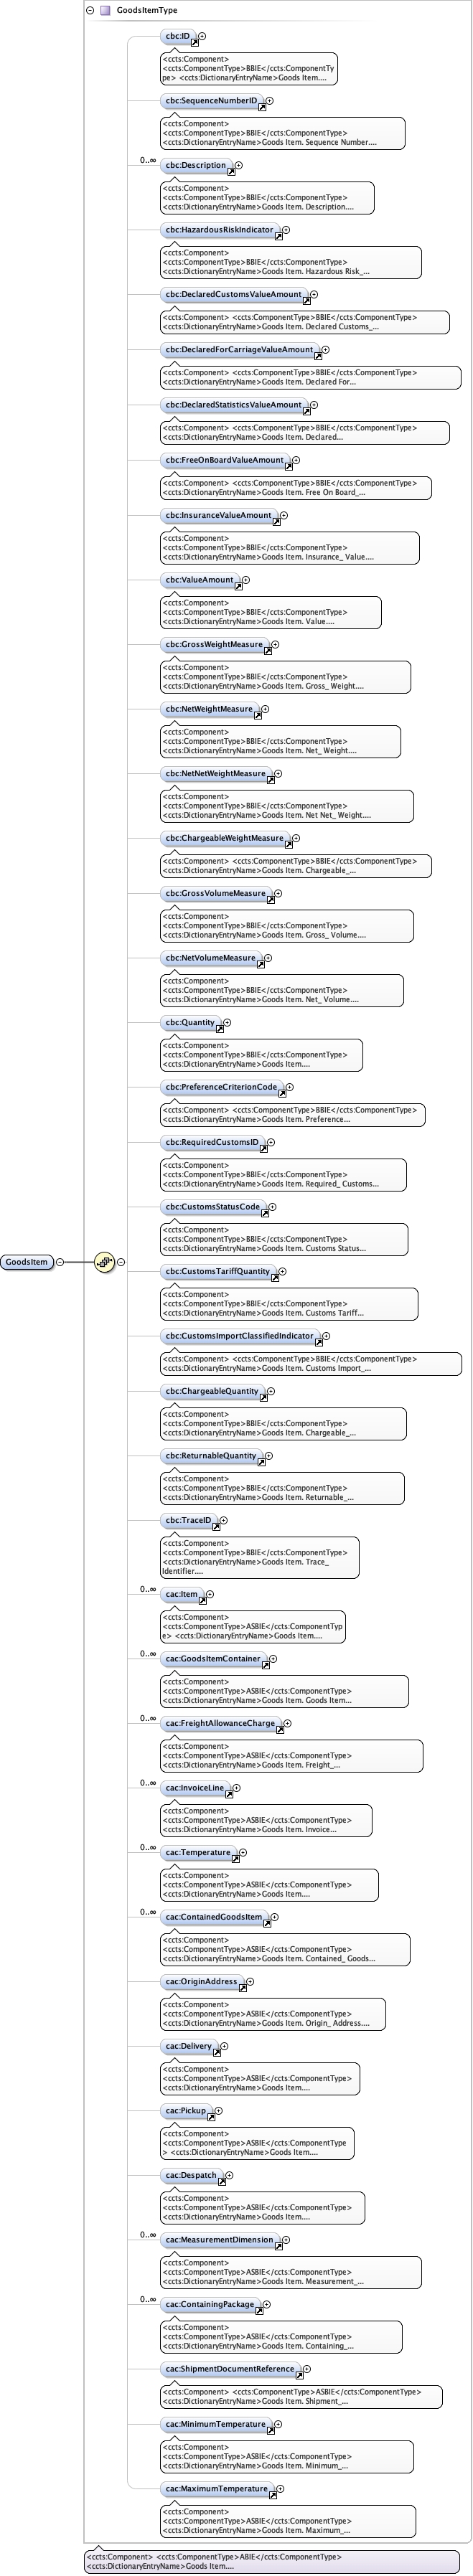 GoodsItemType
cbc:ID
<ccts:Component>
<ccts:ComponentType>BBIE</ccts:ComponentTy
pe> <ccts:DictionaryEntryName>Goods Item....
cbc:SequenceNumberID
<ccts:Component>
<ccts:ComponentType>BBIE</ccts:ComponentType>
<ccts:DictionaryEntryName>Goods Item. Sequence Number....
0..∞
cbc:Description
<ccts:Component>
<ccts:ComponentType>BBIE</ccts:ComponentType>
<ccts:DictionaryEntryName>Goods Item. Description....
cbc:HazardousRiskIndicator
<ccts:Component>
<ccts:ComponentType>BBIE</ccts:ComponentType>
<ccts:DictionaryEntryName>Goods Item. Hazardous Risk_...
cbc:DeclaredCustomsValueAmount
<ccts:Component> <ccts:ComponentType>BBIE</ccts:ComponentType>
<ccts:DictionaryEntryName>Goods Item. Declared Customs_...
cbc:DeclaredForCarriageValueAmount
<ccts:Component> <ccts:ComponentType>BBIE</ccts:ComponentType>
<ccts:DictionaryEntryName>Goods Item. Declared For...
cbc:DeclaredStatisticsValueAmount
<ccts:Component> <ccts:ComponentType>BBIE</ccts:ComponentType>
<ccts:DictionaryEntryName>Goods Item. Declared...
cbc:FreeOnBoardValueAmount
<ccts:Component> <ccts:ComponentType>BBIE</ccts:ComponentType>
<ccts:DictionaryEntryName>Goods Item. Free On Board_...
cbc:InsuranceValueAmount
<ccts:Component>
<ccts:ComponentType>BBIE</ccts:ComponentType>
<ccts:DictionaryEntryName>Goods Item. Insurance_ Value....
cbc:ValueAmount
<ccts:Component>
<ccts:ComponentType>BBIE</ccts:ComponentType>
<ccts:DictionaryEntryName>Goods Item. Value....
cbc:GrossWeightMeasure
<ccts:Component>
<ccts:ComponentType>BBIE</ccts:ComponentType>
<ccts:DictionaryEntryName>Goods Item. Gross_ Weight....
cbc:NetWeightMeasure
<ccts:Component>
<ccts:ComponentType>BBIE</ccts:ComponentType>
<ccts:DictionaryEntryName>Goods Item. Net_ Weight....
cbc:NetNetWeightMeasure
<ccts:Component>
<ccts:ComponentType>BBIE</ccts:ComponentType>
<ccts:DictionaryEntryName>Goods Item. Net Net_ Weight....
cbc:ChargeableWeightMeasure
<ccts:Component> <ccts:ComponentType>BBIE</ccts:ComponentType>
<ccts:DictionaryEntryName>Goods Item. Chargeable_...
cbc:GrossVolumeMeasure
<ccts:Component>
<ccts:ComponentType>BBIE</ccts:ComponentType>
<ccts:DictionaryEntryName>Goods Item. Gross_ Volume....
cbc:NetVolumeMeasure
<ccts:Component>
<ccts:ComponentType>BBIE</ccts:ComponentType>
<ccts:DictionaryEntryName>Goods Item. Net_ Volume....
cbc:Quantity
<ccts:Component>
<ccts:ComponentType>BBIE</ccts:ComponentType>
<ccts:DictionaryEntryName>Goods Item....
cbc:PreferenceCriterionCode
<ccts:Component> <ccts:ComponentType>BBIE</ccts:ComponentType>
<ccts:DictionaryEntryName>Goods Item. Preference...
cbc:RequiredCustomsID
<ccts:Component>
<ccts:ComponentType>BBIE</ccts:ComponentType>
<ccts:DictionaryEntryName>Goods Item. Required_ Customs...
cbc:CustomsStatusCode
<ccts:Component>
<ccts:ComponentType>BBIE</ccts:ComponentType>
<ccts:DictionaryEntryName>Goods Item. Customs Status...
GoodsItem
cbc:CustomsTariffQuantity
<ccts:Component>
<ccts:ComponentType>BBIE</ccts:ComponentType>
<ccts:DictionaryEntryName>Goods Item. Customs Tariff...
cbc:CustomsImportClassifiedIndicator
<ccts:Component> <ccts:ComponentType>BBIE</ccts:ComponentType>
<ccts:DictionaryEntryName>Goods Item. Customs Import_...
cbc:ChargeableQuantity
<ccts:Component>
<ccts:ComponentType>BBIE</ccts:ComponentType>
<ccts:DictionaryEntryName>Goods Item. Chargeable_...
cbc:ReturnableQuantity
<ccts:Component>
<ccts:ComponentType>BBIE</ccts:ComponentType>
<ccts:DictionaryEntryName>Goods Item. Returnable_...
cbc:TraceID
<ccts:Component>
<ccts:ComponentType>BBIE</ccts:ComponentType>
<ccts:DictionaryEntryName>Goods Item. Trace_
Identifier....
0..∞
cac:Item
<ccts:Component>
<ccts:ComponentType>ASBIE</ccts:ComponentTyp
e> <ccts:DictionaryEntryName>Goods Item....
0..∞
cac:GoodsItemContainer
<ccts:Component>
<ccts:ComponentType>ASBIE</ccts:ComponentType>
<ccts:DictionaryEntryName>Goods Item. Goods Item...
0..∞
cac:FreightAllowanceCharge
<ccts:Component>
<ccts:ComponentType>ASBIE</ccts:ComponentType>
<ccts:DictionaryEntryName>Goods Item. Freight_...
0..∞
cac:InvoiceLine
<ccts:Component>
<ccts:ComponentType>ASBIE</ccts:ComponentType>
<ccts:DictionaryEntryName>Goods Item. Invoice...
0..∞
cac:Temperature
<ccts:Component>
<ccts:ComponentType>ASBIE</ccts:ComponentType>
<ccts:DictionaryEntryName>Goods Item....
0..∞
cac:ContainedGoodsItem
<ccts:Component>
<ccts:ComponentType>ASBIE</ccts:ComponentType>
<ccts:DictionaryEntryName>Goods Item. Contained_ Goods...
cac:OriginAddress
<ccts:Component>
<ccts:ComponentType>ASBIE</ccts:ComponentType>
<ccts:DictionaryEntryName>Goods Item. Origin_ Address....
cac:Delivery
<ccts:Component>
<ccts:ComponentType>ASBIE</ccts:ComponentType>
<ccts:DictionaryEntryName>Goods Item....
cac:Pickup
<ccts:Component>
<ccts:ComponentType>ASBIE</ccts:ComponentType
> <ccts:DictionaryEntryName>Goods Item....
cac:Despatch
<ccts:Component>
<ccts:ComponentType>ASBIE</ccts:ComponentType>
<ccts:DictionaryEntryName>Goods Item....
0..∞
cac:MeasurementDimension
<ccts:Component>
<ccts:ComponentType>ASBIE</ccts:ComponentType>
<ccts:DictionaryEntryName>Goods Item. Measurement_...
0..∞
cac:ContainingPackage
<ccts:Component>
<ccts:ComponentType>ASBIE</ccts:ComponentType>
<ccts:DictionaryEntryName>Goods Item. Containing_...
cac:ShipmentDocumentReference
<ccts:Component> <ccts:ComponentType>ASBIE</ccts:ComponentType>
<ccts:DictionaryEntryName>Goods Item. Shipment_...
cac:MinimumTemperature
<ccts:Component>
<ccts:ComponentType>ASBIE</ccts:ComponentType>
<ccts:DictionaryEntryName>Goods Item. Minimum_...
cac:MaximumTemperature
<ccts:Component>
<ccts:ComponentType>ASBIE</ccts:ComponentType>
<ccts:DictionaryEntryName>Goods Item. Maximum_...
<ccts:Component> <ccts:ComponentType>ABIE</ccts:ComponentType>
<ccts:DictionaryEntryName>Goods Item....